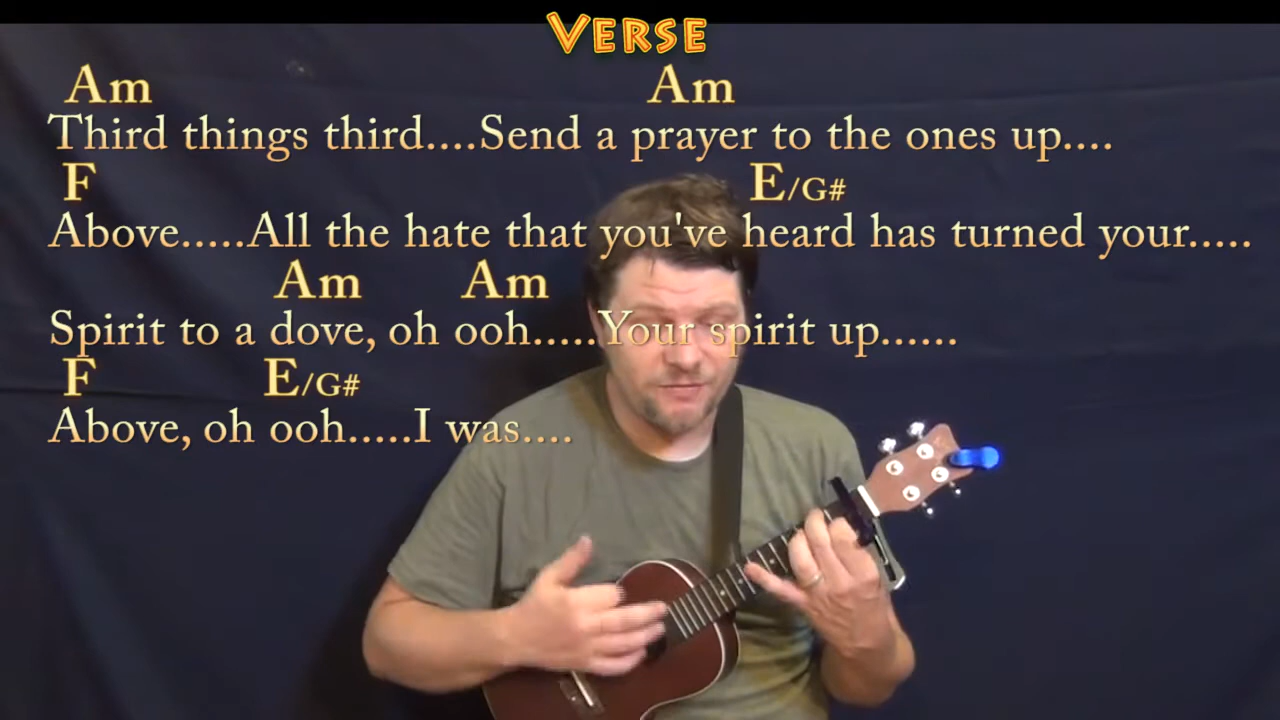 VERSE
Am Am
Third things third....Send a prayer to the ones up....
F E/G#
Above.....All the hate that you've heard has turned your.....
Am Am
Spirit to a dove, oh ooh.....Your spirit up......
F E/G#
Above, oh ooh.....I was....